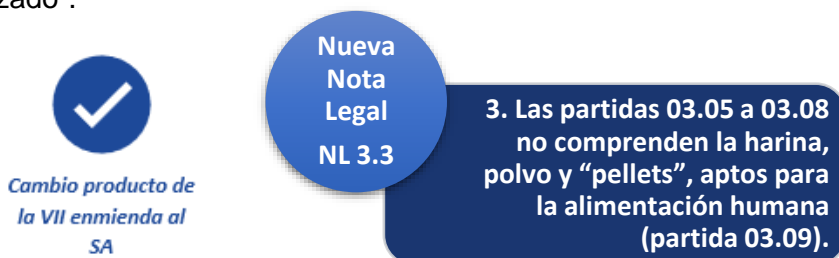 zado".
Nueva
Nota
Legal
NL 3.3
3. Las partidas 03.05 a 03.08
no comprenden la harina,
polvo y “pellets”, aptos para
la alimentación humana
(partida 03.09).
Cambio producto de
la VII enmienda al
SA